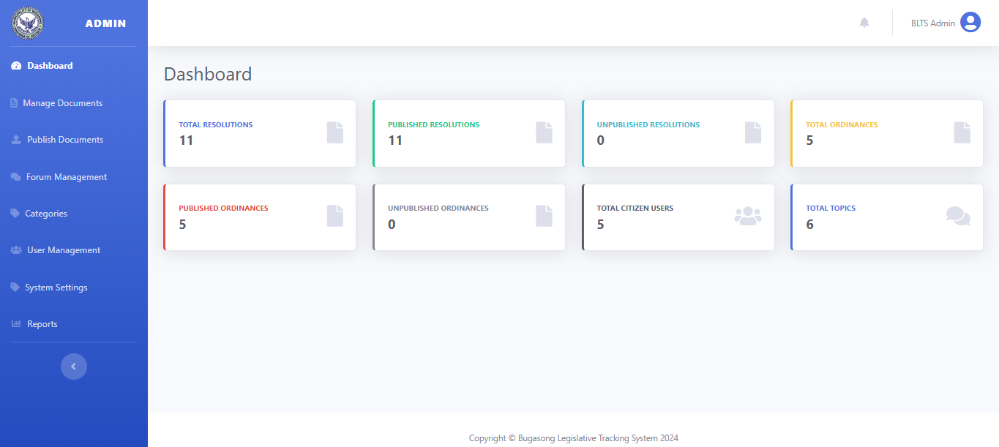 ADMIN
BLTS Admin
Dashboard
Manage Documents
Publish Documents
Forum Management
Categories
User Management
System Settings
Reports
Dashboard
TOTAL RESOLUTIONS
11
PUBLISHED RESOLUTIONS
11
UNPUBLISHED RESOLUTIONS
0
TOTAL ORDINANCES
5
PUBLISHED ORDINANCES
5
UNPUBLISHED ORDINANCES
0
TOTAL CITIZEN USERS
5
TOTAL TOPICS
6
Copyright © Bugasong Legislative Tracking System 2024